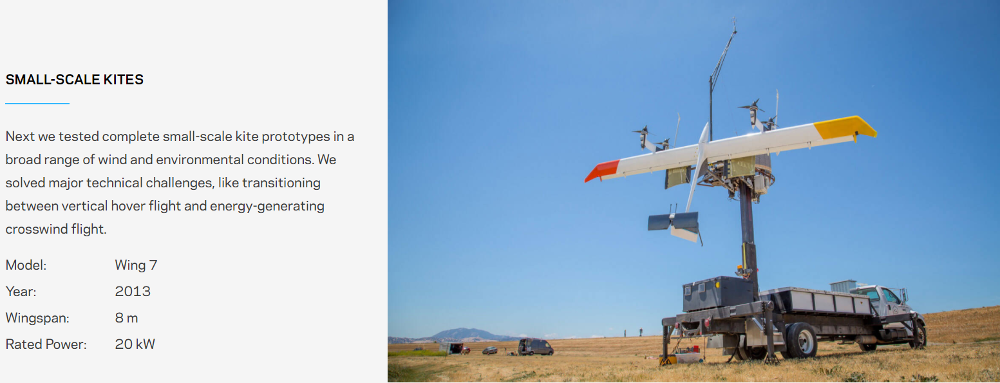 SMALL-SCALE KITES
Next we tested complete small-scale kite prototypes in a
broad range of wind and environmental conditions. We
solved major technical challenges, like transitioning
between vertical hover flight and energy-generating
crosswind flight.
Model: Wing 7
Year: 2013
Wingspan: 8 m
Rated Power: 20 kW